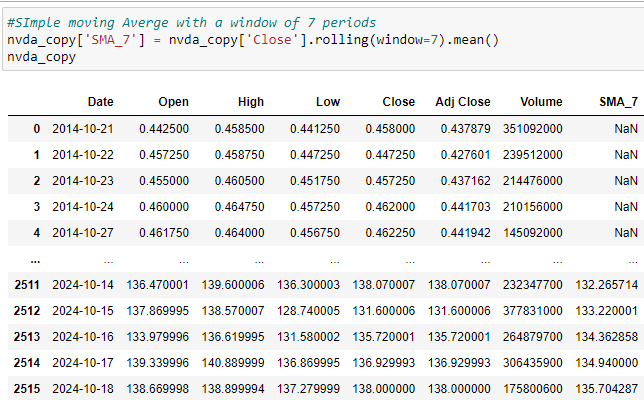 #SImple moving Averge with a window of 7 periods
nvda_copy['SMA_7'] = nvda_copy['Close'].rolling(window=7).mean()
nvda_copy
Date Open High Low Close Adj Close Volume SMA_7
0 2014-10-21 0.442500 0.458500 0.441250 0.458000 0.437879 351092000 NaN
1 2014-10-22 0.457250 0.458750 0.447250 0.447250 0.427601 239512000 NaN
2 2014-10-23 0.455000 0.460500 0.451750 0.457250 0.437162 214476000 NaN
3 2014-10-24 0.460000 0.464750 0.457250 0.462000 0.441703 210156000 NaN
4 2014-10-27 0.461750 0.464000 0.456750 0.462250 0.441942 145092000 NaN
... ... ... ... ... ... ... ... ...
2511 2024-10-14 136.470001 139.600006 136.300003 138.070007 138.070007 232347700 132.265714
2512 2024-10-15 137.869995 138.570007 128.740005 131.600006 131.600006 377831000 133.220001
2513 2024-10-16 133.979996 136.619995 131.580002 135.720001 135.720001 264879700 134.362858
2514 2024-10-17 139.339996 140.889999 136.869995 136.929993 136.929993 306435900 134.940000
2515 2024-10-18 138.669998 138.899994 137.279999 138.000000 138.000000 175800600 135.704287